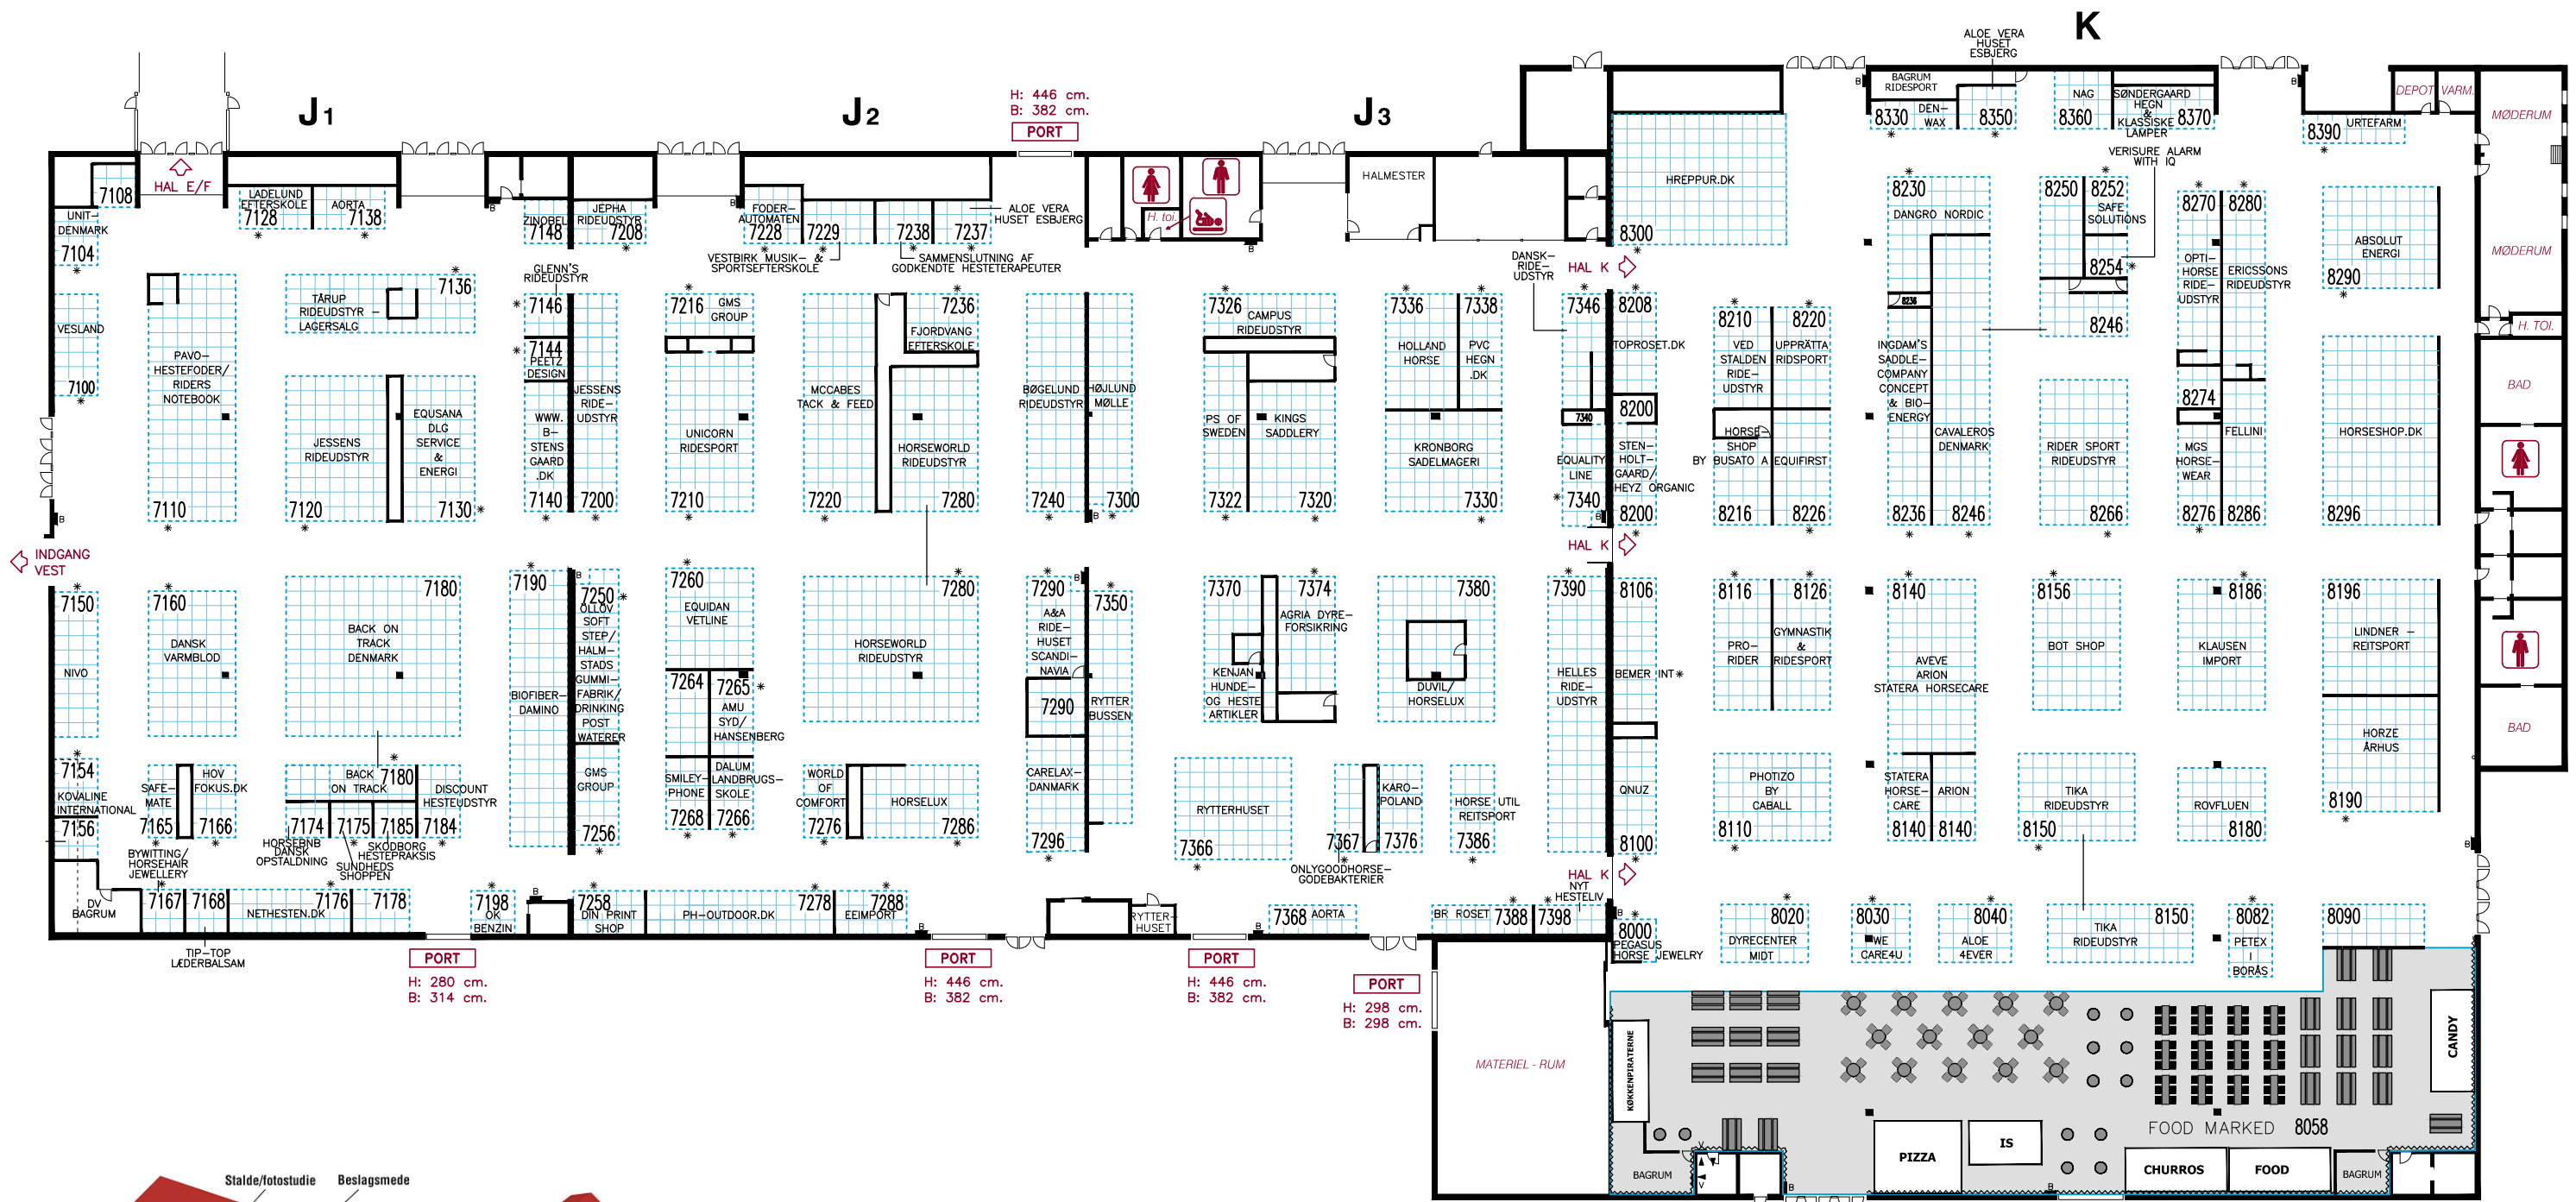 K
J1
J2
J3
H: 446 cm.
B: 382 cm.
PORT
ALOE VERA
HUSET
ESBJERG
BAGRUM
RIDESPORT
DEN-
WAX
8330
8350
NAG
8360
SØNDERGAARD
HEGN
&
KLASSISKE
LAMPER
8370
VERISURE ALARM
WITH IQ
DEPOT
VARM.
8390
URTEFARM
MØDERUM
MØDERUM
H. TOI.
BAD
BAD
HAL E/F
7108
UNIT-
DENMARK
7104
LADELUND
EFTERSKOLE
7128
AORTA
7138
ZINOBEL
7148
JEPHA
RIDEUDSTYR
7208
FODER-
AUTOMATEN
7228
7229
7238
7237
ALOE VERA
HUSET ESBJERG
VESTBIRK MUSIK- &
SPORTSEFTERSKOLE
SAMMENSLUTNING AF
GODKENDTE HESTETERAPEUTER
H. toi.
HALMESTER
HREPPUR.DK
8300
HAL K
DANSK-
RIDE-
UDSTYR
VESLAND
7100
PAVO-
HESTEFODER/
RIDERS
NOTEBOOK
7110
7136
TÅRUP
RIDEUDSTYR -
LAGERSALG
JESSENS
RIDEUDSTYR
7120
EQUSANA
DLG
SERVICE
&
ENERGI
7130
GLENN'S
RIDEUDSTYR
7146
7144
PEETZ
DESIGN
WWW.
B-
STENS
GAARD
.DK
7140
JESSENS
RIDE-
UDSTYR
7200
7216
GMS
GROUP
UNICORN
RIDESPORT
7210
MCCABES
TACK & FEED
7220
7236
FJORDVANG
EFTERSKOLE
HORSEWORLD
RIDEUDSTYR
7280
BØGELUND
RIDEUDSTYR
7240
HØJLUND
MØLLE
7300
7326
CAMPUS
RIDEUDSTYR
PS OF
SWEDEN
7322
KINGS
SADDLERY
7320
7336
HOLLAND
HORSE
7338
PVC
HEGN
.DK
KRONBORG
SADELMAGERI
7330
7346
7340
EQUALITY
LINE
7340
8208
TOPROSET.DK
8200
STEN-
HOLT-
GAARD/
HEYZ ORGANIC
8200
8210
VED
STALDEN
RIDE-
UDSTYR
8220
UPPRÄTTA
RIDSPORT
HORSE-
SHOP
BY BUSATO A
8216
EQUIFIRST
8226
8230
DANGRO NORDIC
8236
INGDAM'S
SADDLE-
COMPANY
CONCEPT
& BIO-
ENERGY
8236
CAVALEROS
DENMARK
8246
8250
8252
SAFE
SOLUTIONS
8254
8246
RIDER SPORT
RIDEUDSTYR
8266
8270
OPTI-
HORSE
RIDE-
UDSTYR
8280
ERICSSONS
RIDEUDSTYR
8274
MGS
HORSE-
WEAR
8276
FELLINI
8286
ABSOLUT
ENERGI
8290
HORSESHOP.DK
8296
INDGANG
VEST
HAL K
7150
NIVO
7154
KOVALINE
INTERNATIONAL
7156
7160
DANSK
VARMBLOD
7180
BACK ON
TRACK
DENMARK
SAFE-
MATE
7165
HOV
FOKUS.DK
7166
BACK
ON TRACK
7180
7174
7175
7185
DISCOUNT
HESTEUDSTYR
7184
BYWITTING/
HORSEHAIR
JEWELLERY
HORSEBNB
DANSK
OPSTALDNING
SUNDHEDS
SHOPPEN
SKODBORG
HESTEPRAKSIS
7190
BIOFIBER-
DAMINO
7250
OLLOV
SOFT
STEP/
HALM-
STADS
GUMMI-
FABRIK/
DRINKING
POST
WATERER
GMS
GROUP
7256
7260
EQUIDAN
VETLINE
7264
7265
AMU
SYD/
HANSENBERG
SMILEY-
PHONE
7268
DALUM
LANDBRUGS-
SKOLE
7266
7280
HORSEWORLD
RIDEUDSTYR
WORLD
OF
COMFORT
7276
HORSELUX
7286
7290
A&A
RIDE-
HUSET
SCANDI-
NAVIA
7290
CARELAX-
DANMARK
7296
7350
RYTTER
BUSSEN
7370
KENJAN
HUNDE-
OG HESTE
ARTIKLER
7374
AGRIA DYRE-
FORSIKRING
7380
DUVIL/
HORSELUX
7390
HELLES
RIDE-
UDSTYR
RYTTERHUSET
7366
7367
KARO-
POLAND
7376
HORSE UTIL
REITSPORT
7386
ONLYGOODHORSE-
GODEBAKTERIER
8106
BEMER INT
QNUZ
8100
8116
PRO-
RIDER
8126
GYMNASTIK
&
RIDESPORT
PHOTIZO
BY
CABALL
8110
8140
AVEVE
ARION
STATERA HORSECARE
STATERA
HORSE-
CARE
8140
ARION
8140
8156
BOT SHOP
TIKA
RIDEUDSTYR
8150
8186
KLAUSEN
IMPORT
ROVFLUEN
8180
8196
LINDNER -
REITSPORT
HORZE
ÅRHUS
8190
HAL K
DV
BAGRUM
7167
7168
TIP-TOP
LÆDERBALSAM
NETHESTEN.DK
7176
7178
7198
OK
BENZIN
7258
DIN PRINT
SHOP
PH-OUTDOOR.DK
7278
7288
EEIMPORT
RYTTER-
HUSET
7368
AORTA
BR ROSET
7388
7398
NYT
HESTELIV
8000
PEGASUS
HORSE JEWELRY
8020
DYRECENTER
MIDT
8030
WE
CARE4U
8040
ALOE
4EVER
TIKA
RIDEUDSTYR
8150
8082
PETEX
I
BORÅS
8090
PORT
H: 280 cm.
B: 314 cm.
PORT
H: 446 cm.
B: 382 cm.
PORT
H: 446 cm.
B: 382 cm.
PORT
H: 298 cm.
B: 298 cm.
MATERIEL - RUM
KØKKENPIRATERNE
CANDY
FOOD MARKED 8058
PIZZA
IS
CHURROS
FOOD
BAGRUM
BAGRUM
Stalde/fotostudie
Beslagsmede